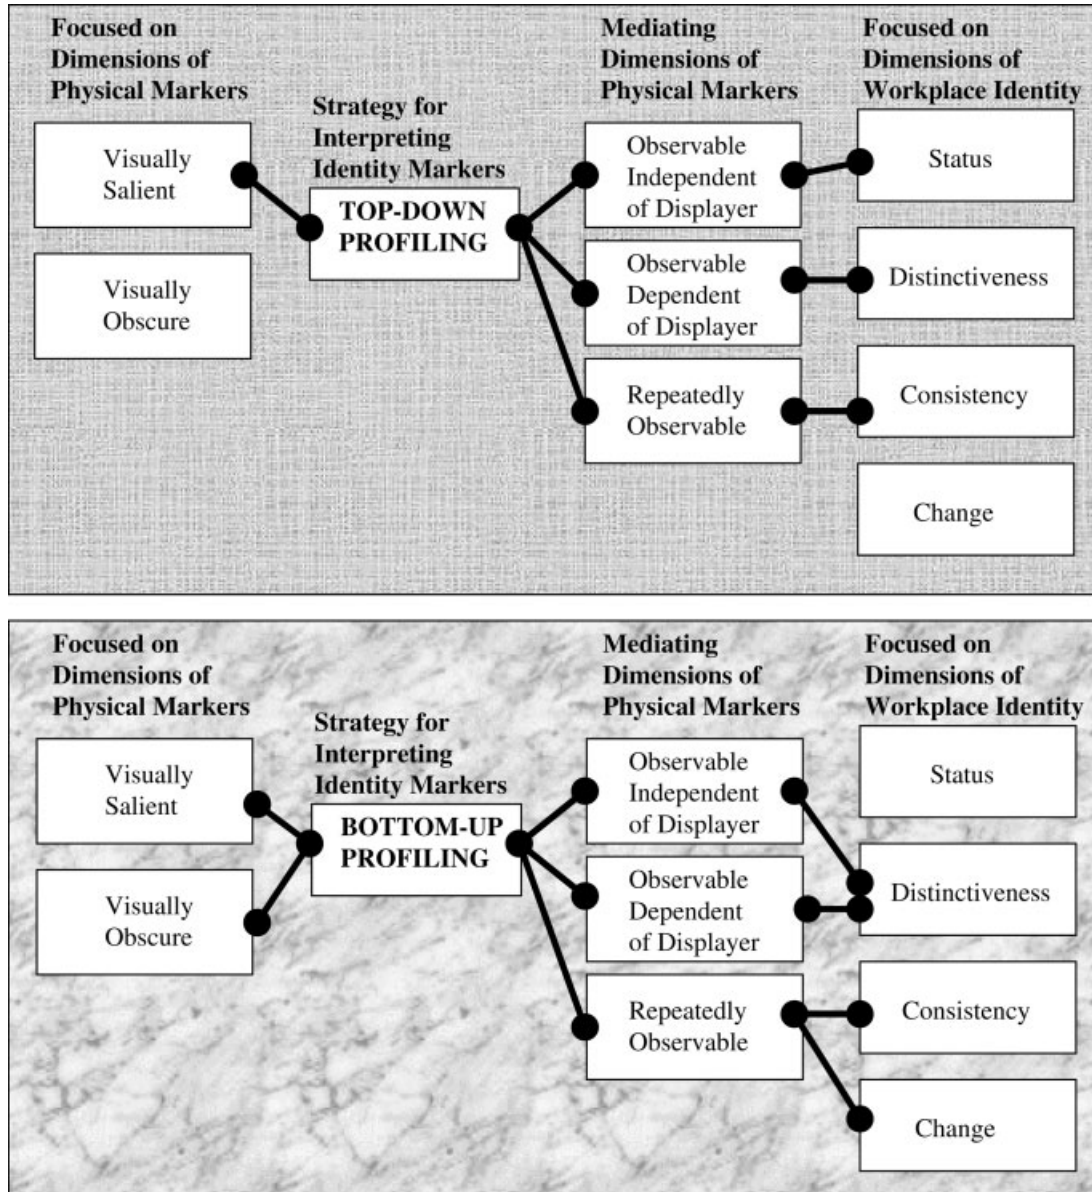 Focused on
Dimensions of
Physical Markers
Visually
Salient
Visually
Obscure
Strategy for
Interpreting
Identity Markers
TOP-DOWN
PROFILING
Mediating
Dimensions of
Physical Markers
Observable
Independent
of Displayer
Observable
Dependent
of Displayer
Repeatedly
Observable
Focused on
Dimensions of
Workplace Identity
Status
Distinctiveness
Consistency
Change
Focused on
Dimensions of
Physical Markers
Visually
Salient
Visually
Obscure
Strategy for
Interpreting
Identity Markers
BOTTOM-UP
PROFILING
Mediating
Dimensions of
Physical Markers
Observable
Independent
of Displayer
Observable
Dependent
of Displayer
Repeatedly
Observable
Focused on
Dimensions of
Workplace Identity
Status
Distinctiveness
Consistency
Change